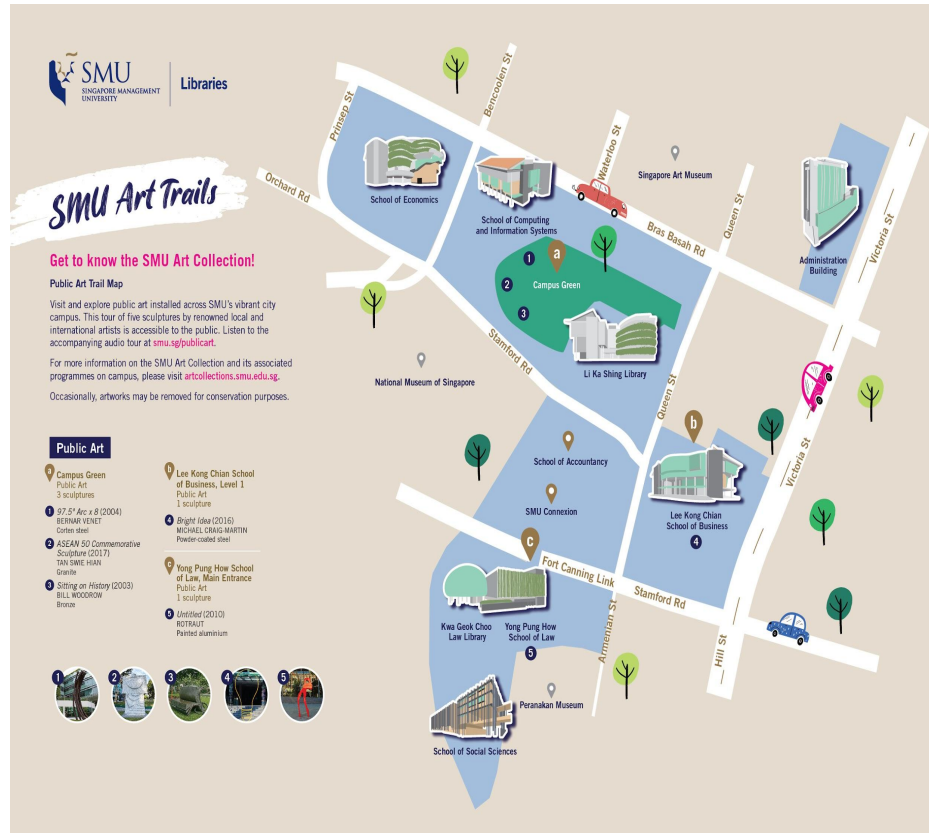 SMU
SINGAPORE MANAGEMENT
UNIVERSITY
Libraries
SMU Art Trails
Get to know the SMU Art Collection!
Public Art Trail Map
Visit and explore public art installed across SMU's vibrant city
campus. This tour of five sculptures by renowned local and
international artists is accessible to the public. Listen to the
accompanying audio tour at smu.sg/publicart.
For more information on the SMU Art Collection and its associated
programmes on campus, please visit artcollections.smu.edu.sg.
Occasionally, artworks may be removed for conservation purposes.
Public Art
a
Campus Green
Public Art
3 sculptures
1 97.5° Arc x 8 (2004)
BERNAR VENET
Corten steel
2 ASEAN 50 Commemorative
Sculpture (2017)
TAN SWIE HIAN
Granite
3 Sitting on History (2003)
BILL WOODROW
Bronze
b
Lee Kong Chian School
of Business, Level 1
Public Art
1 sculpture
4 Bright Idea (2016)
MICHAEL CRAIG-MARTIN
Powder-coated steel
c
Yong Pung How School
of Law, Main Entrance
Public Art
1 sculpture
5 Untitled (2010)
ROTRAUT
Painted aluminium
1
2
3
4
5
Prinsep St
Bencoolen St
Waterloo St
Queen St
Victoria St
Orchard Rd
Bras Basah Rd
School of Economics
School of Computing
and Information Systems
Singapore Art Museum
Administration
Building
a
1
2
3
Campus Green
Li Ka Shing Library
Stamford Rd
National Museum of Singapore
Queen St
School of Accountancy
SMU Connexion
b
Lee Kong Chian
School of Business
4
Victoria St
c
Fort Canning Link
Stamford Rd
Kwa Geok Choo
Law Library
Yong Pung How
School of Law
5
Armenian St
Hill St
Peranakan Museum
School of Social Sciences